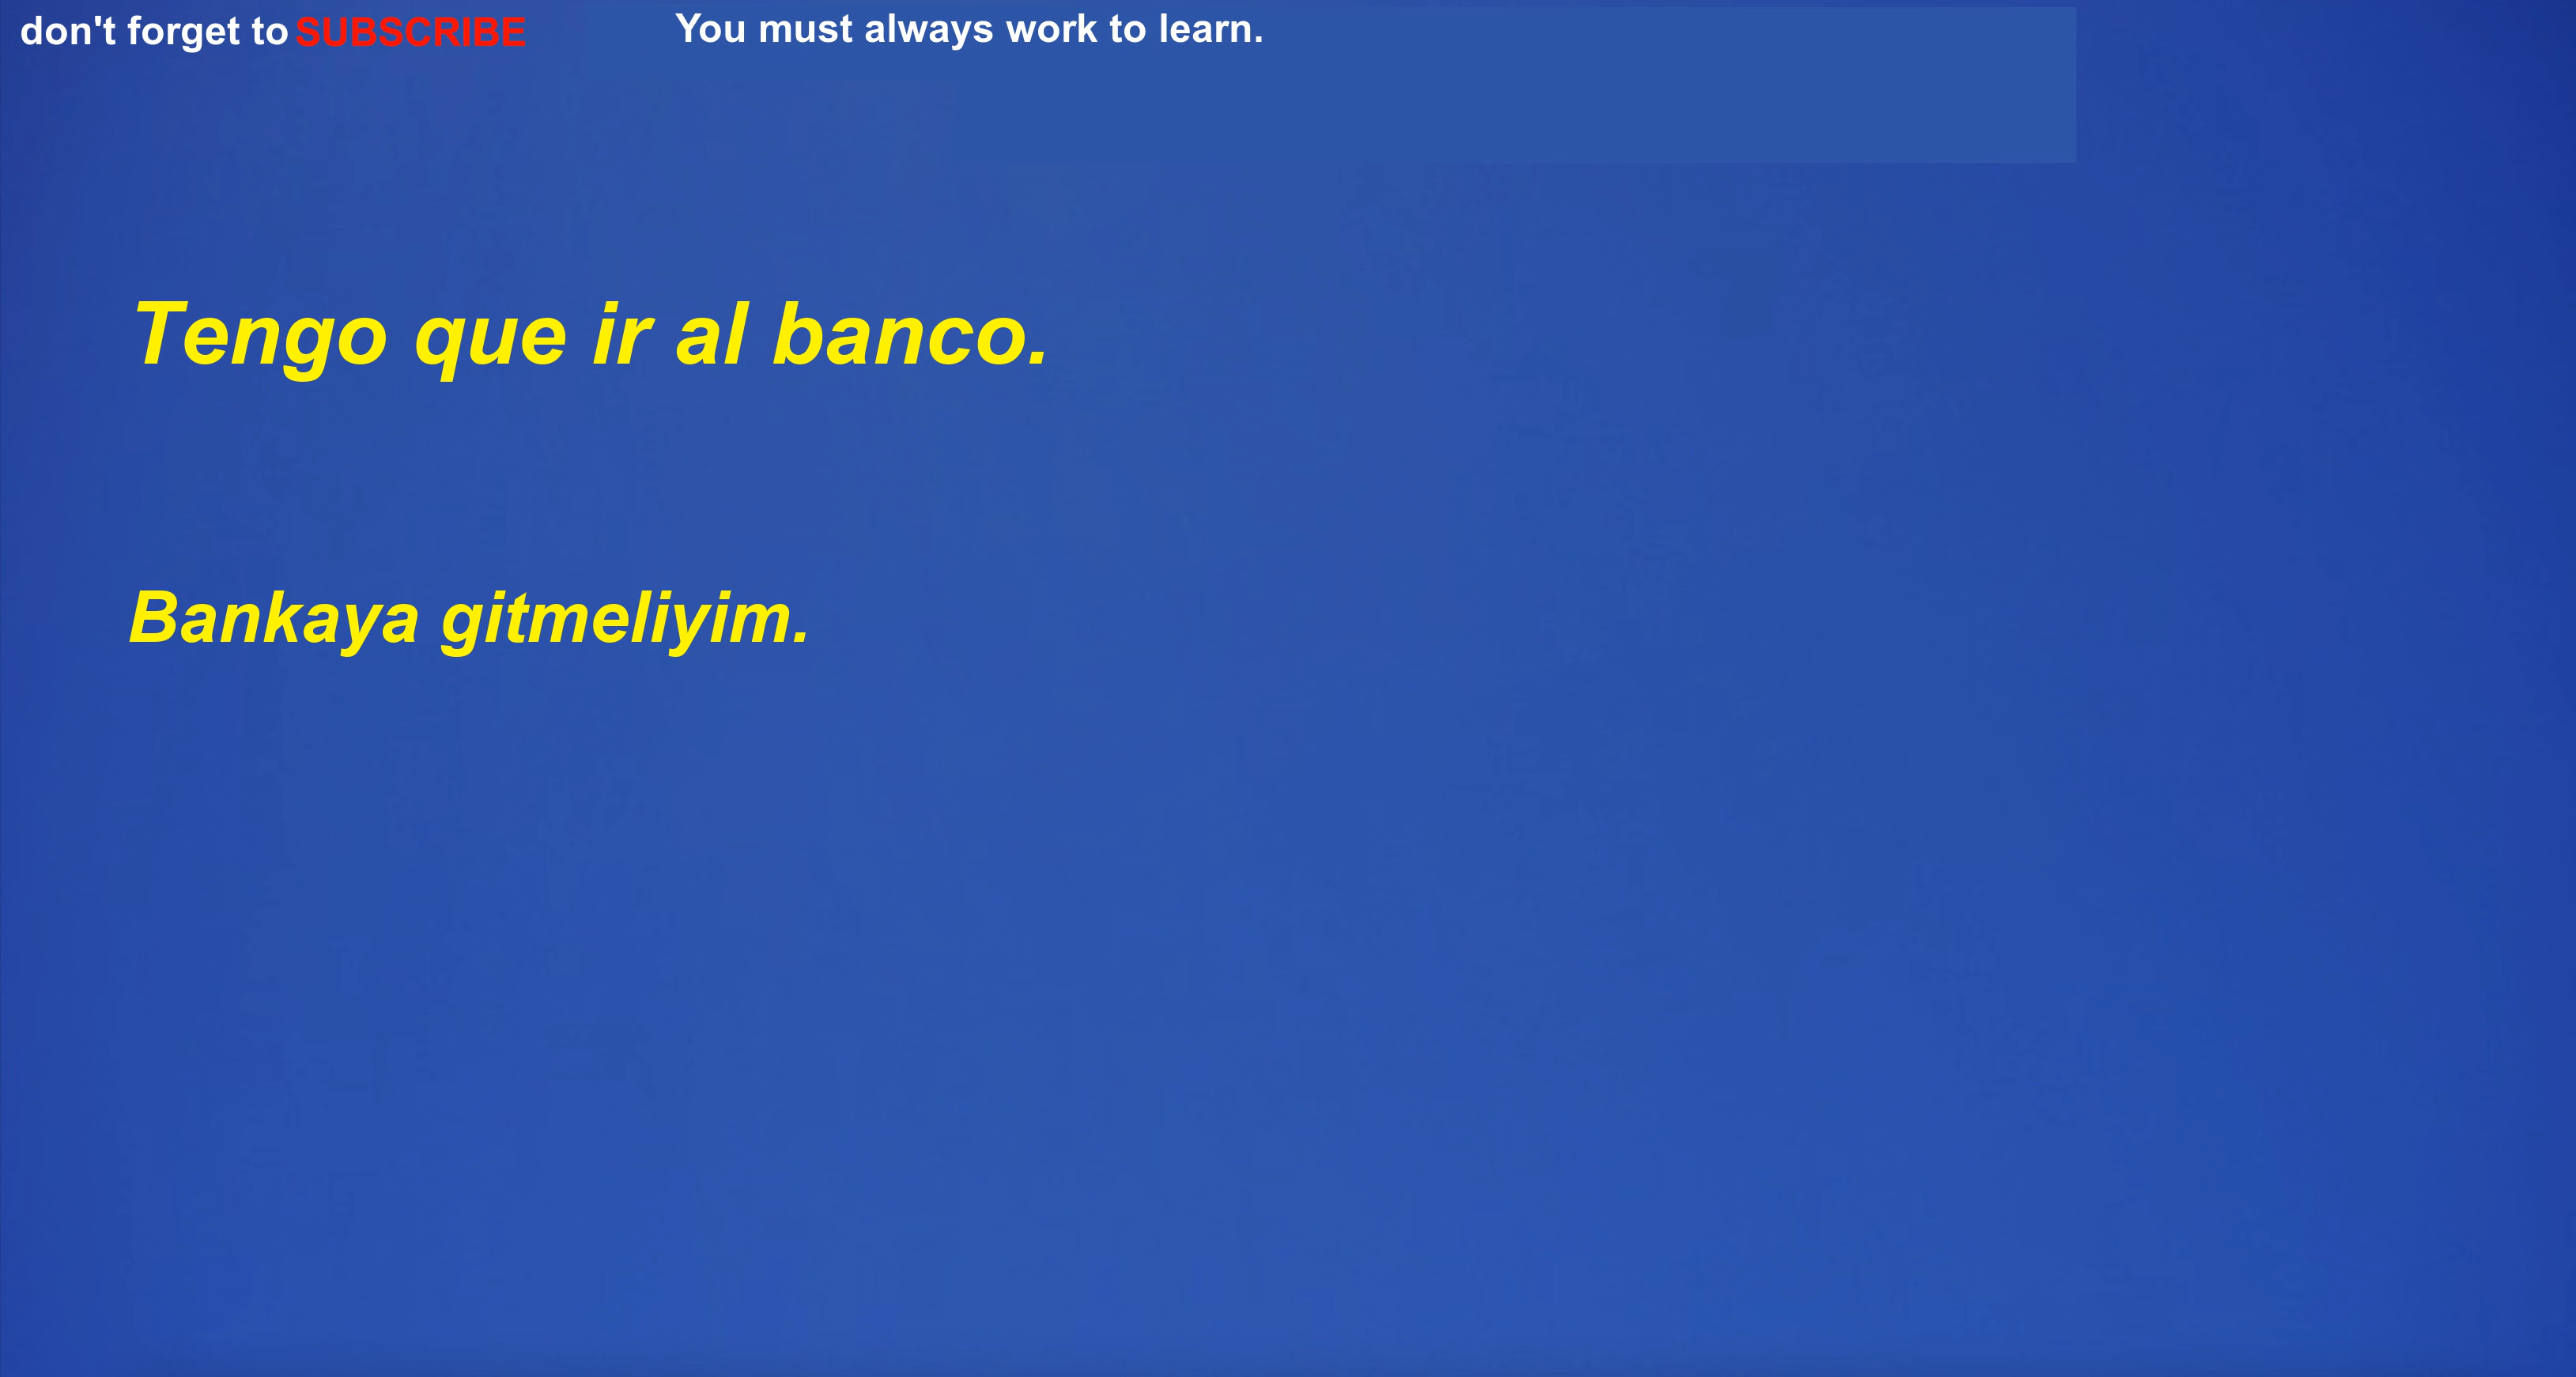 don't forget to SUBSCRIBE
You must always work to learn.
Tengo que ir al banco.
Bankaya gitmeliyim.